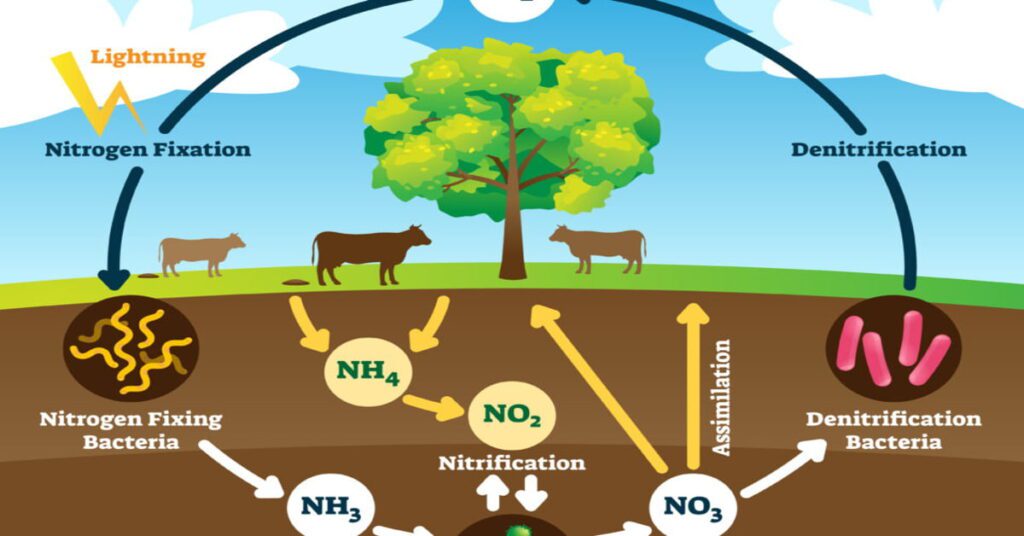 Lightning
Nitrogen Fixation
Denitrification
NH₄
NO₂
Nitrogen Fixing
Bacteria
Nitrification
Assimilation
Denitrification
Bacteria
NH₃
NO₃